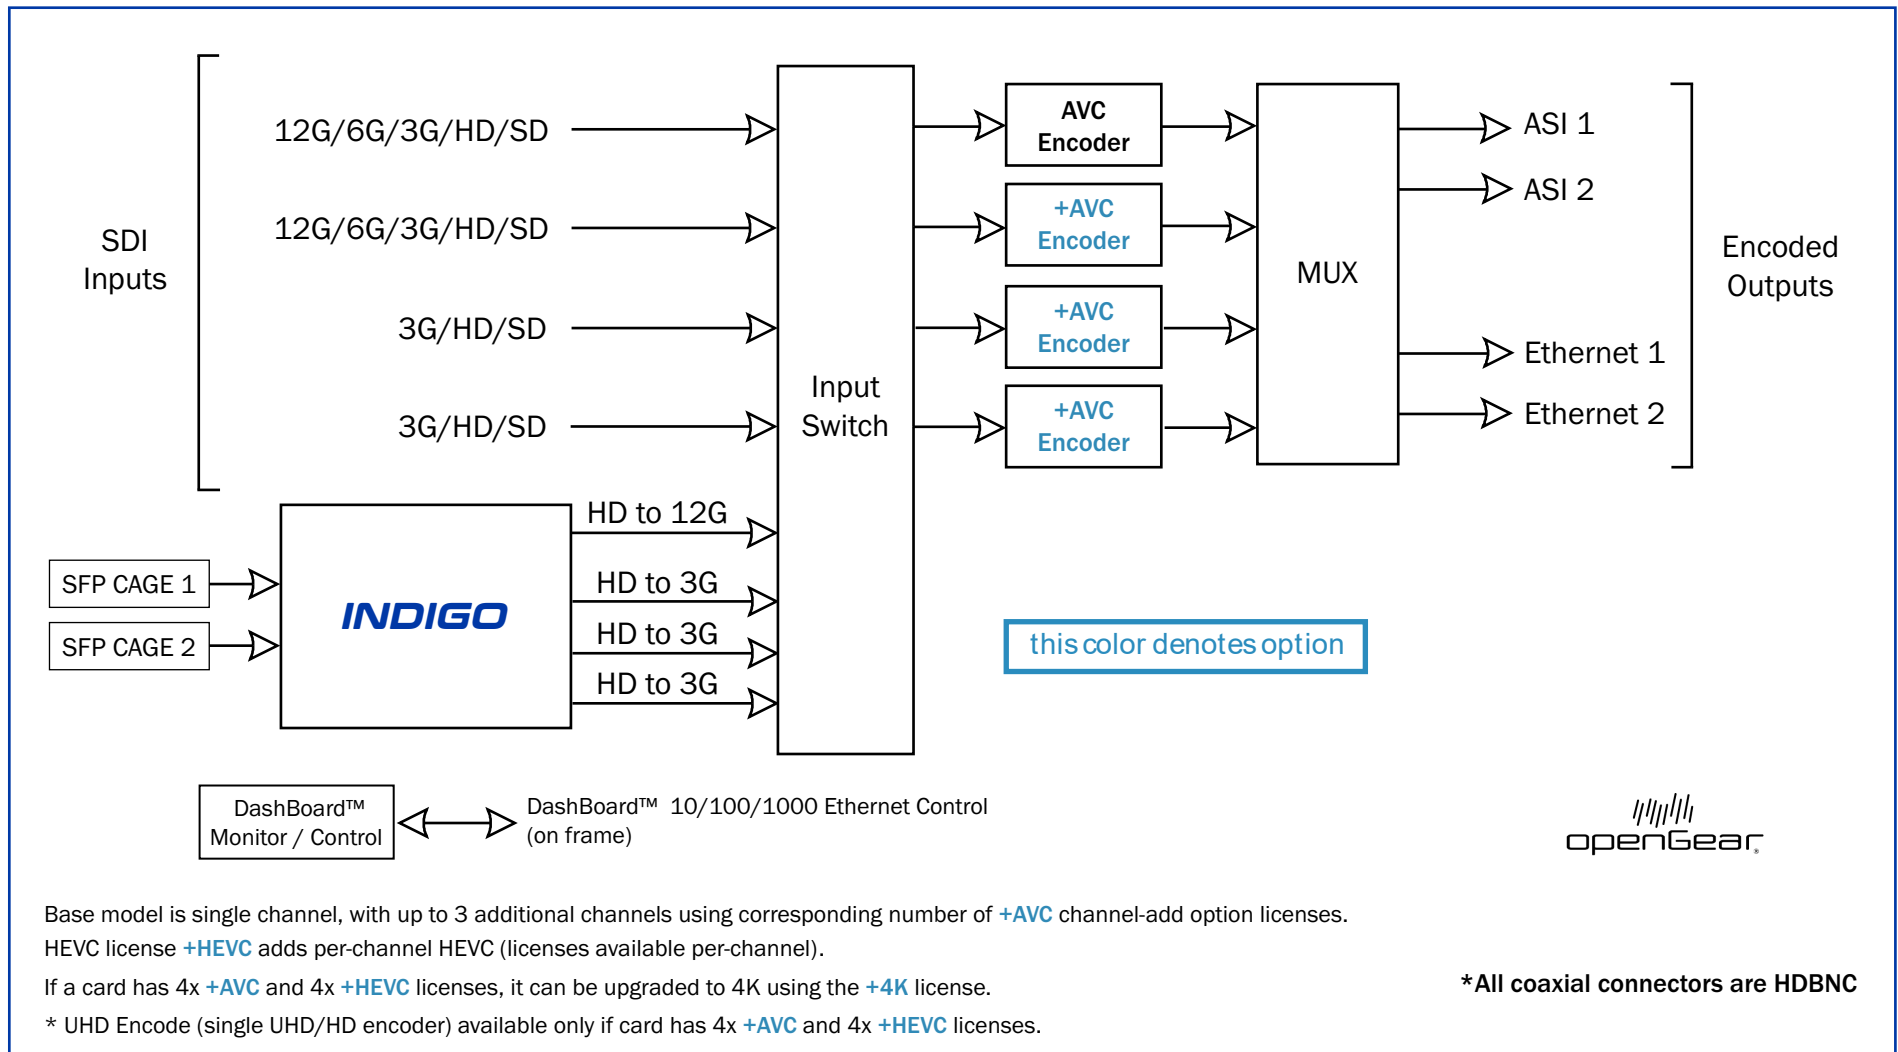 SDI
Inputs
12G/6G/3G/HD/SD
12G/6G/3G/HD/SD
3G/HD/SD
3G/HD/SD
Input
Switch
AVC
Encoder
+AVC
Encoder
+AVC
Encoder
+AVC
Encoder
MUX
ASI 1
ASI 2
Ethernet 1
Ethernet 2
Encoded
Outputs
SFP CAGE 1
SFP CAGE 2
INDIGO
HD to 12G
HD to 3G
HD to 3G
HD to 3G
this color denotes option
DashBoard™
Monitor / Control
DashBoard™ 10/100/1000 Ethernet Control
(on frame)
openGear®
Base model is single channel, with up to 3 additional channels using corresponding number of +AVC channel-add option licenses.
HEVC license +HEVC adds per-channel HEVC (licenses available per-channel).
If a card has 4x +AVC and 4x +HEVC licenses, it can be upgraded to 4K using the +4K license.
* UHD Encode (single UHD/HD encoder) available only if card has 4x +AVC and 4x +HEVC licenses.
*All coaxial connectors are HDBNC